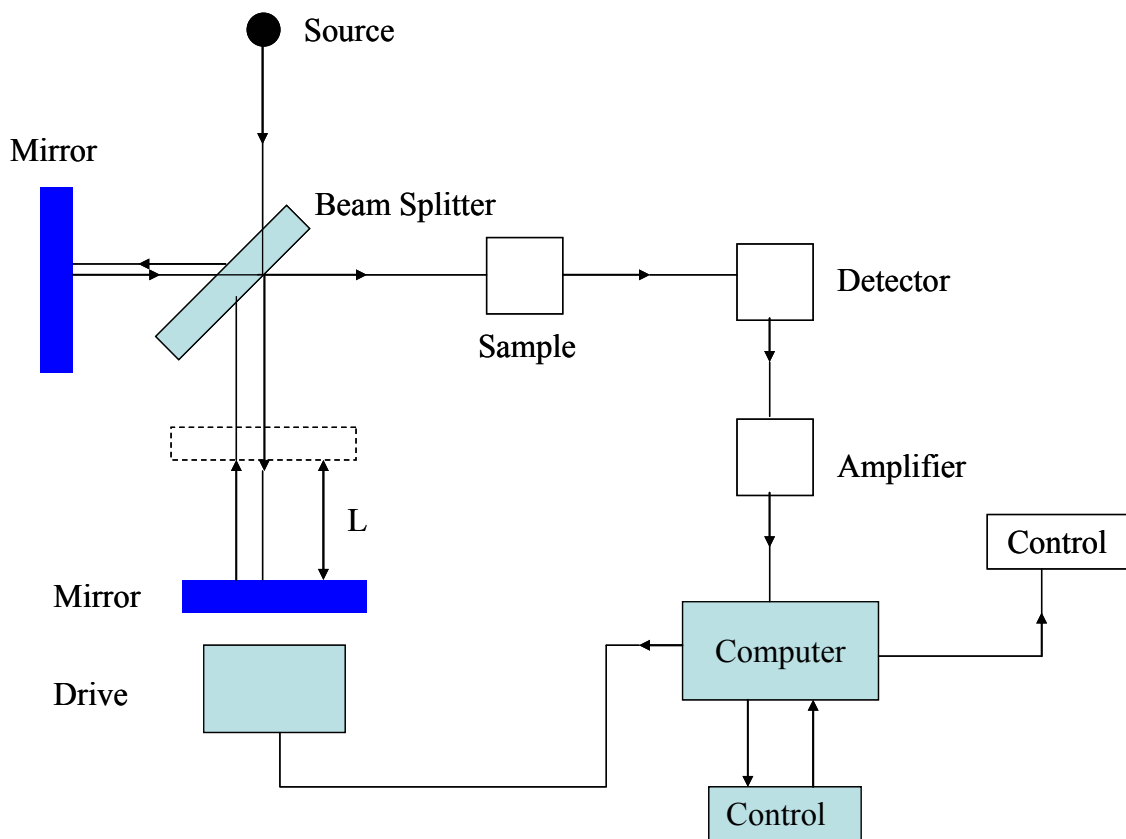 Source
Mirror
Beam Splitter
Detector
Sample
Amplifier
L
Control
Mirror
Computer
Drive
Control